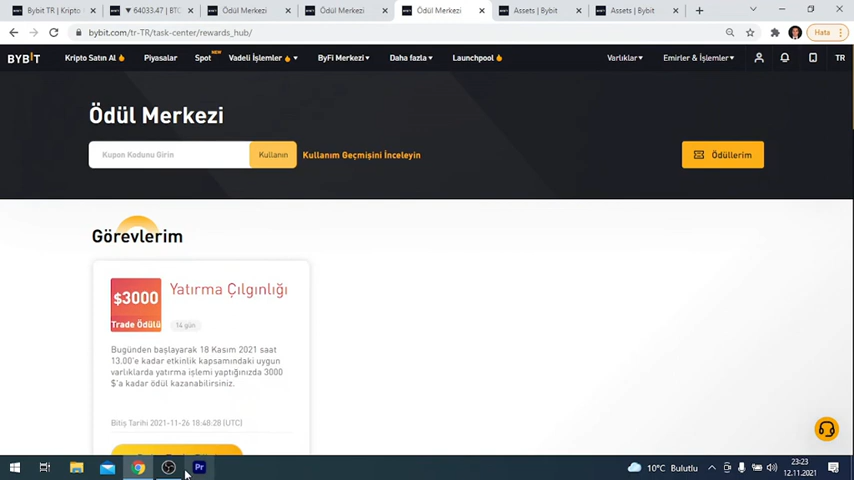 Bybit TR | Kripto
▼ 64033.47 | BTC
Ödül Merkezi
Ödül Merkezi
Ödül Merkezi
Assets | Bybit
Assets | Bybit
bybit.com/tr-TR/task-center/rewards_hub/
Hata
BYBIT
Kripto Satın Al
Piyasalar
Spot
NEW
Vadeli İşlemler
ByFi Merkezi
Daha fazla
Launchpool
Varlıklar
Emirler & İşlemler
TR
Ödül Merkezi
Kupon Kodunu Girin
Kullanın
Kullanım Geçmişini İnceleyin
Ödüllerim
Görevlerim
$3000
Trade Ödülü
Yatırma Çılgınlığı
14 gün
Bugünden başlayarak 18 Kasım 2021 saat
13.00'e kadar etkinlik kapsamındaki uygun
varlıklarda yatırma işlemi yaptığınızda 3000
$'a kadar ödül kazanabilirsiniz.
Bitiş Tarihi 2021-11-26 18:48:28 (UTC)
Pr
10°C Bulutlu
23:23
12.11.2021